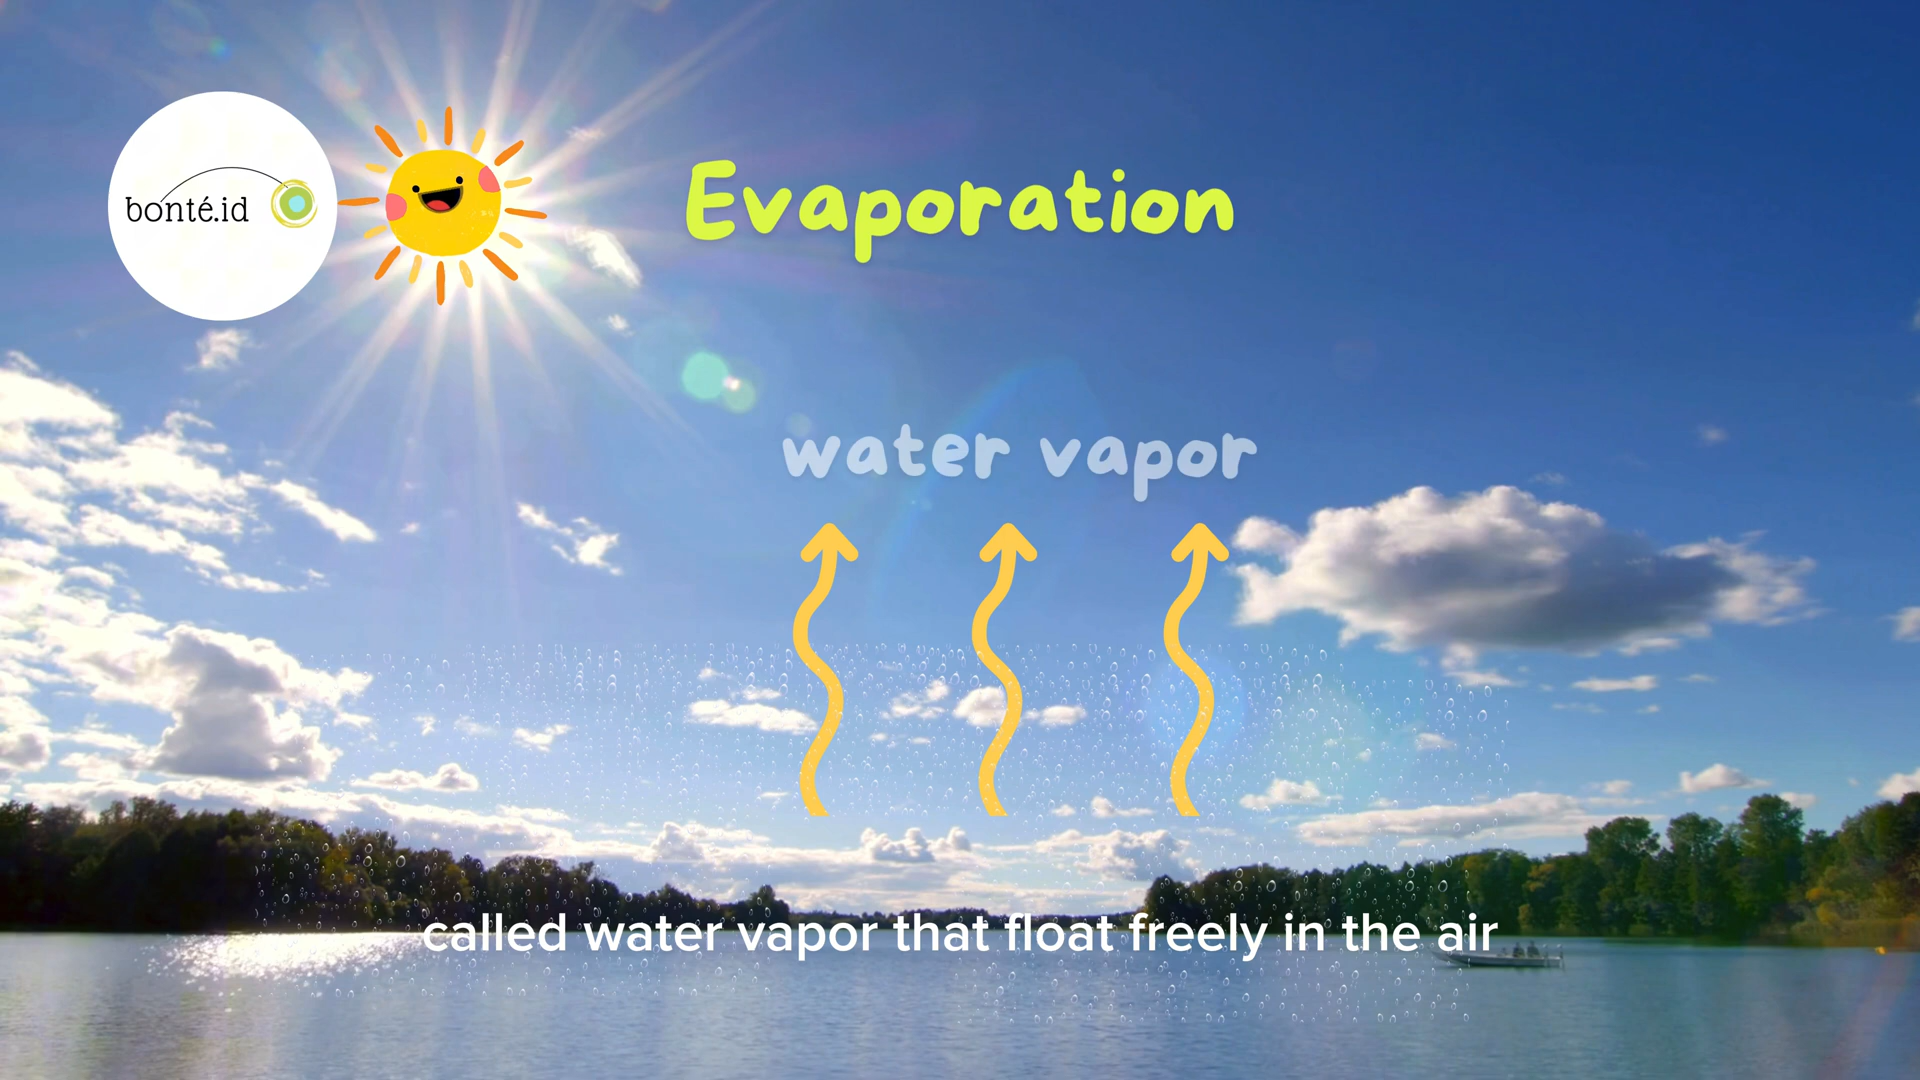 bonté.id
Evaporation
water vapor
called water vapor that float freely in the air